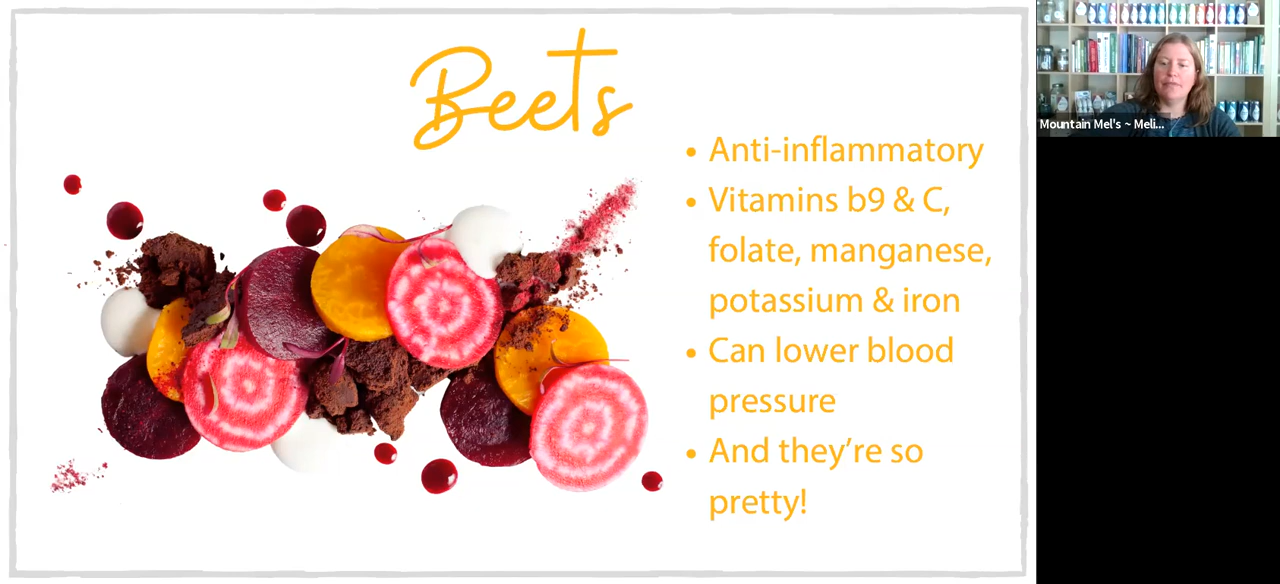 Beets
• Anti-inflammatory
• Vitamins b9 & C,
folate, manganese,
potassium & iron
• Can lower blood
pressure
• And they're so
pretty!
Mountain Mel's ~ Meli...